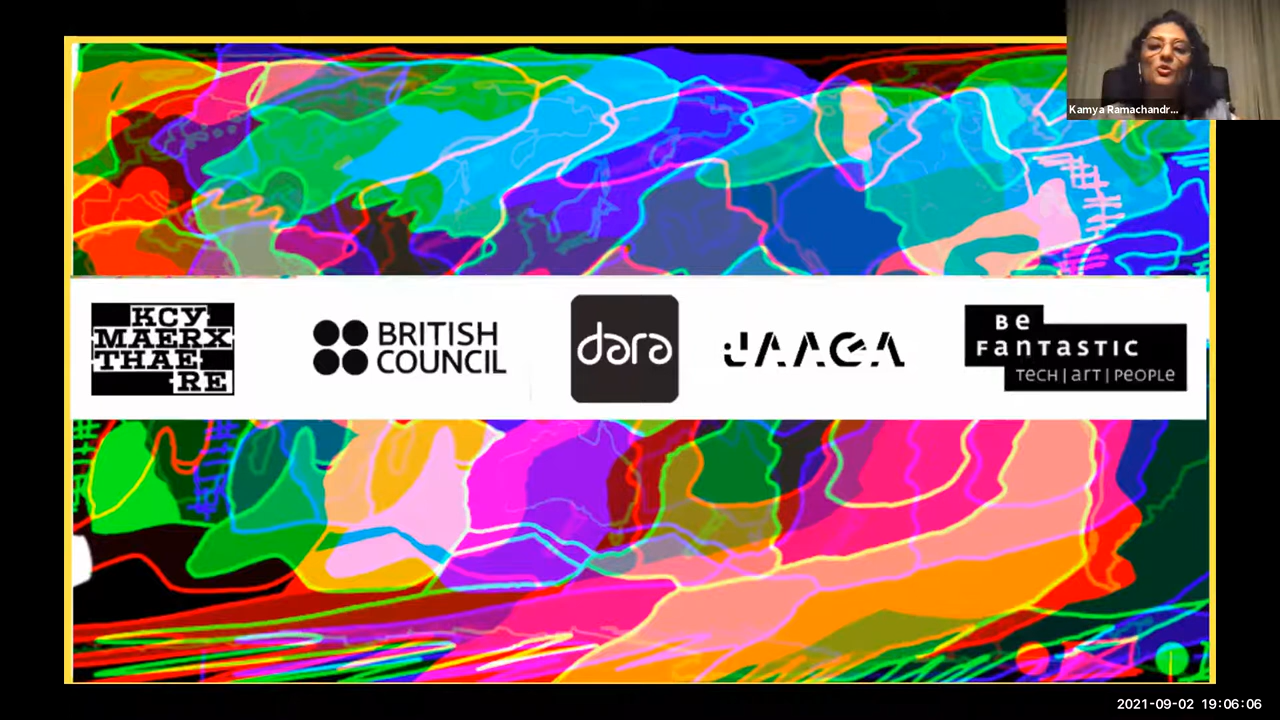 Kamya Ramachandr...
KCY
MAERX
THAE
RE
BRITISH
COUNCIL
dara
JAAGA
Be
Fantastic
TECH | aRT | PeOPLe
2021-09-02 19:06:06